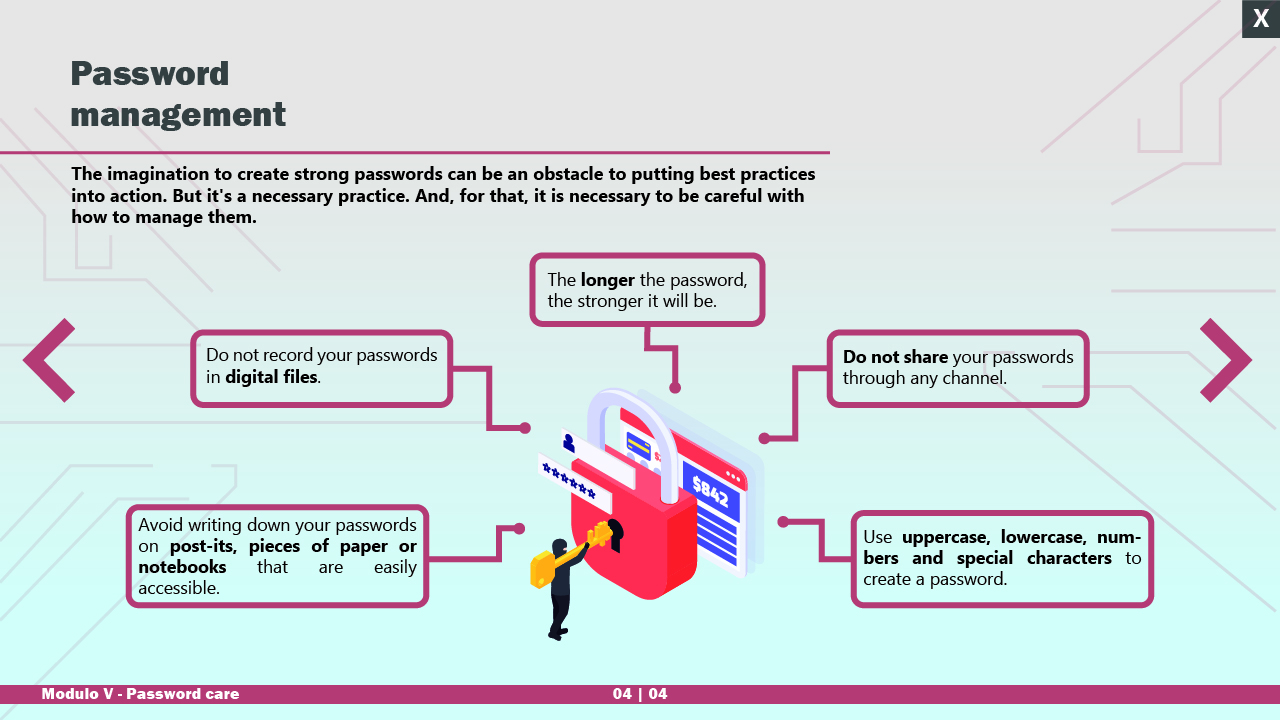 X
Password
management
The imagination to create strong passwords can be an obstacle to putting best practices
into action. But it's a necessary practice. And, for that, it is necessary to be careful with
how to manage them.
The longer the password,
the stronger it will be.
Do not record your passwords
in digital files.
Do not share your passwords
through any channel.
$842
Avoid writing down your passwords
on post-its, pieces of paper or
notebooks that are easily
accessible.
Use uppercase, lowercase, num-
bers and special characters to
create a password.
Modulo V - Password care
04 | 04